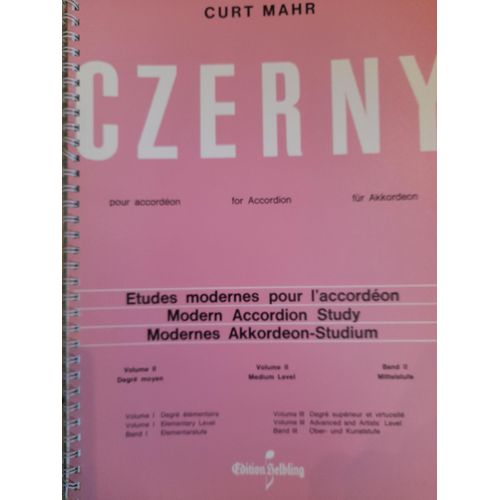 CURT MAHR
CZERNY
pour accordéon for Accordion für Akkordeon
Etudes modernes pour l'accordéon
Modern Accordion Study
Modernes Akkordeon-Studium
Volume II Volume II Band II
Degré moyen Medium Level Mittelstufe
Volume I Degré élémentaire Volume III Degré supérieur et virtuosité
Volume I Elementary Level Volume III Advanced and Artists' Level
Band I Elementarstufe Band III Ober- und Kunststufe
Edition Helbling